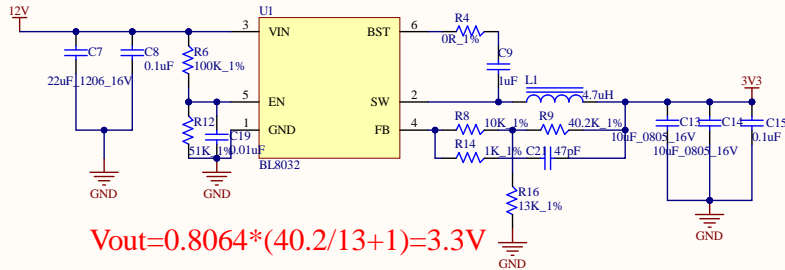 12V
U1
3
VIN
BST
6
R4
0R_1%
C7
22uF_1206_16V
C8
0.1uF
R6
100K_1%
C9
1uF
L1
4.7uH
3V3
5
EN
SW
2
R12
51K_1%
C19
0.01uF
1
GND
FB
4
BL8032
R8
10K_1%
R9
40.2K_1%
C13
10uF_0805_16V
C14
10uF_0805_16V
C15
0.1uF
R14
1K_1%
C21
47pF
R16
13K_1%
GND
GND
GND
GND
Vout=0.8064*(40.2/13+1)=3.3V